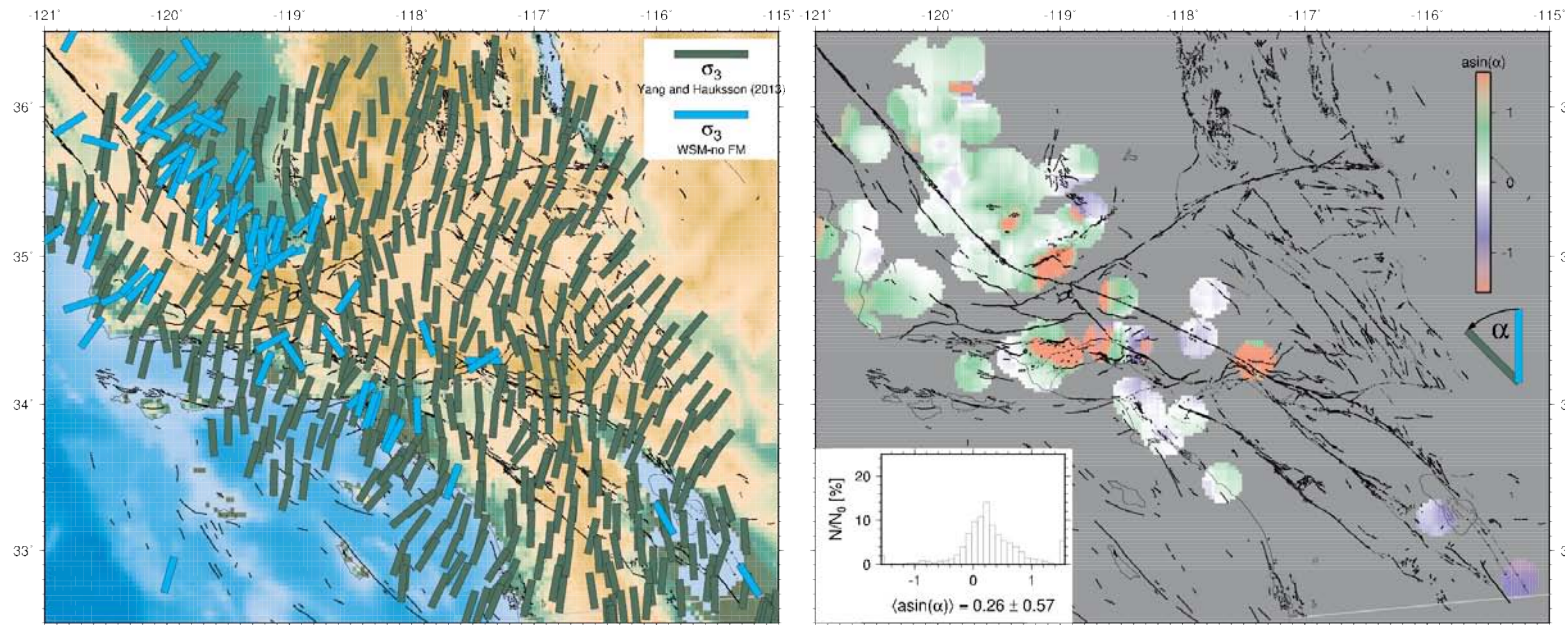 -121° -120° -119° -118° -117° -116° -115°
36°
35°
34°
33°
σ3
Yang and Hauksson (2013)
σ3
WSM-no FM
-121° -120° -119° -118° -117° -116° -115°
asin(α)
1
0
-1
α
N/N0 [%]
20
10
0
-1 0 1
⟨asin(α)⟩ = 0.26 ± 0.57